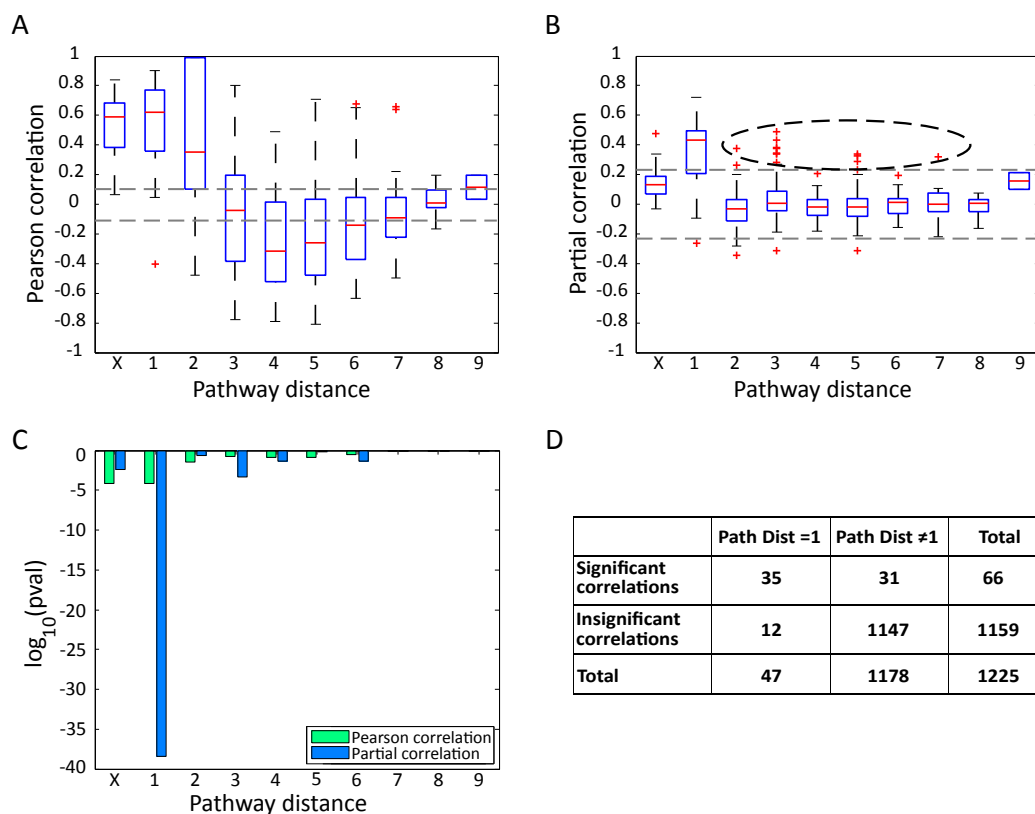 A
Pearson correlation
1
0.8
0.6
0.4
0.2
0
-0.2
-0.4
-0.6
-0.8
-1
X 1 2 3 4 5 6 7 8 9
Pathway distance
B
Partial correlation
1
0.8
0.6
0.4
0.2
0
-0.2
-0.4
-0.6
-0.8
-1
X 1 2 3 4 5 6 7 8 9
Pathway distance
C
log10(pval)
0
-5
-10
-15
-20
-25
-30
-35
-40
Pearson correlation
Partial correlation
X 1 2 3 4 5 6 7 8 9
Pathway distance
D
Path Dist =1 Path Dist ≠1 Total
Significant
correlations 35 31 66
Insignificant
correlations 12 1147 1159
Total 47 1178 1225